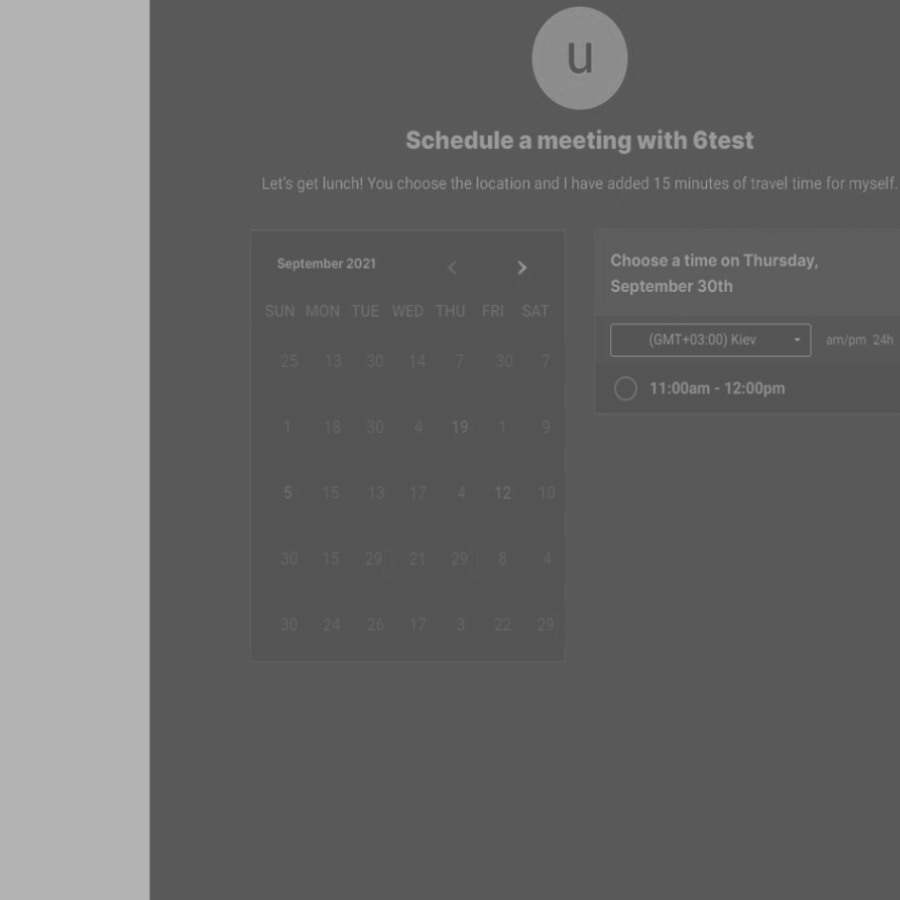 u
Schedule a meeting with 6test
Let's get lunch! You choose the location and I have added 15 minutes of travel time for myself.
September 2021
SUN MON TUE WED THU FRI SAT
25 13 30 14 7 30 7
1 18 30 4 19 1 9
5 15 13 17 4 12 10
30 15 29 21 29 8 4
30 24 26 17 3 22 29
Choose a time on Thursday,
September 30th
(GMT+03:00) Kiev am/pm 24h
11:00am - 12:00pm